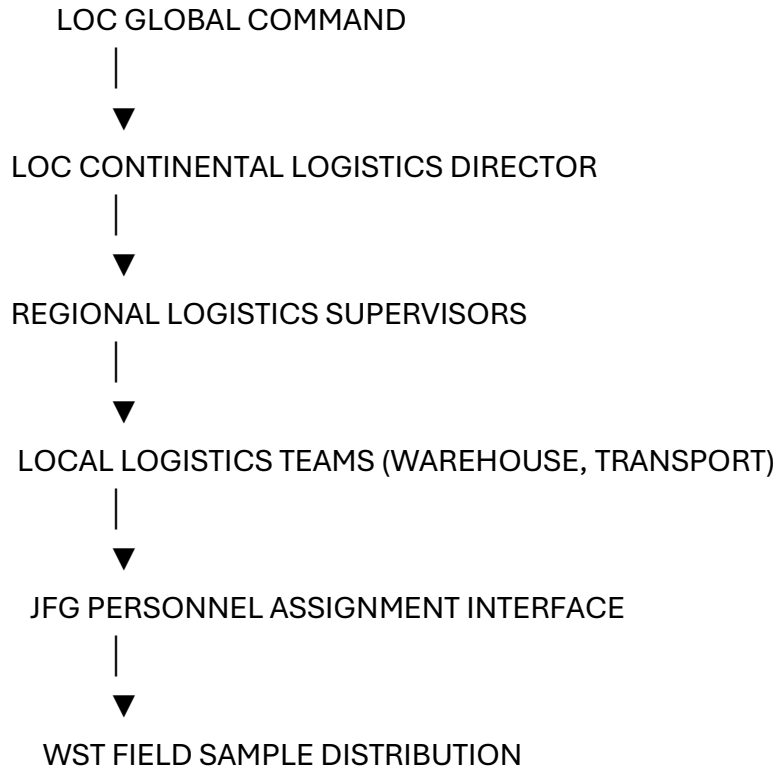 LOC GLOBAL COMMAND
LOC CONTINENTAL LOGISTICS DIRECTOR
REGIONAL LOGISTICS SUPERVISORS
LOCAL LOGISTICS TEAMS (WAREHOUSE, TRANSPORT)
JFG PERSONNEL ASSIGNMENT INTERFACE
WST FIELD SAMPLE DISTRIBUTION